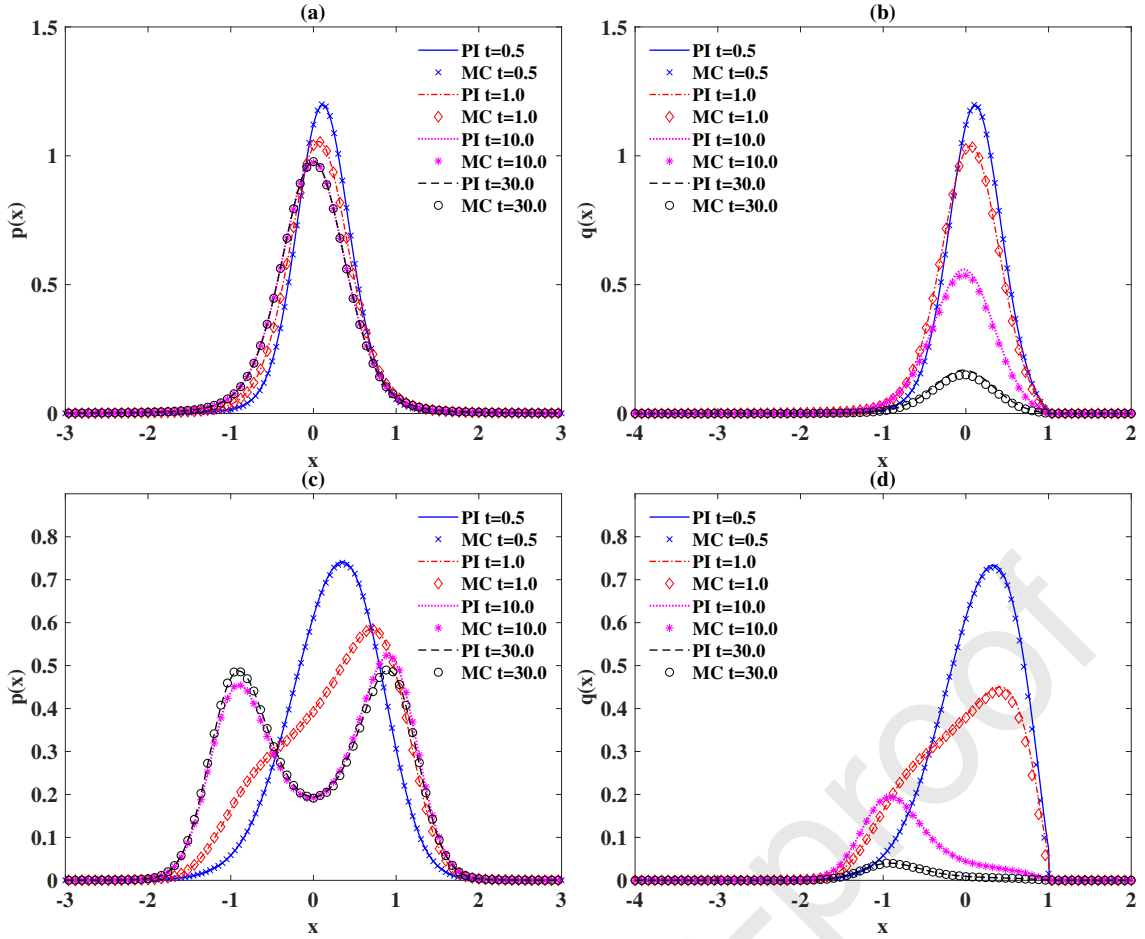 (a)
1.5
1
0.5
0
p(x)
-3 -2 -1 0 1 2 3
x
PI t=0.5
MC t=0.5
PI t=1.0
MC t=1.0
PI t=10.0
MC t=10.0
PI t=30.0
MC t=30.0
(b)
1.5
1
0.5
0
q(x)
-4 -3 -2 -1 0 1 2
x
PI t=0.5
MC t=0.5
PI t=1.0
MC t=1.0
PI t=10.0
MC t=10.0
PI t=30.0
MC t=30.0
(c)
0.8
0.7
0.6
0.5
0.4
0.3
0.2
0.1
0
p(x)
-3 -2 -1 0 1 2 3
x
PI t=0.5
MC t=0.5
PI t=1.0
MC t=1.0
PI t=10.0
MC t=10.0
PI t=30.0
MC t=30.0
(d)
0.8
0.7
0.6
0.5
0.4
0.3
0.2
0.1
0
q(x)
-4 -3 -2 -1 0 1 2
x
PI t=0.5
MC t=0.5
PI t=1.0
MC t=1.0
PI t=10.0
MC t=10.0
PI t=30.0
MC t=30.0
-proof